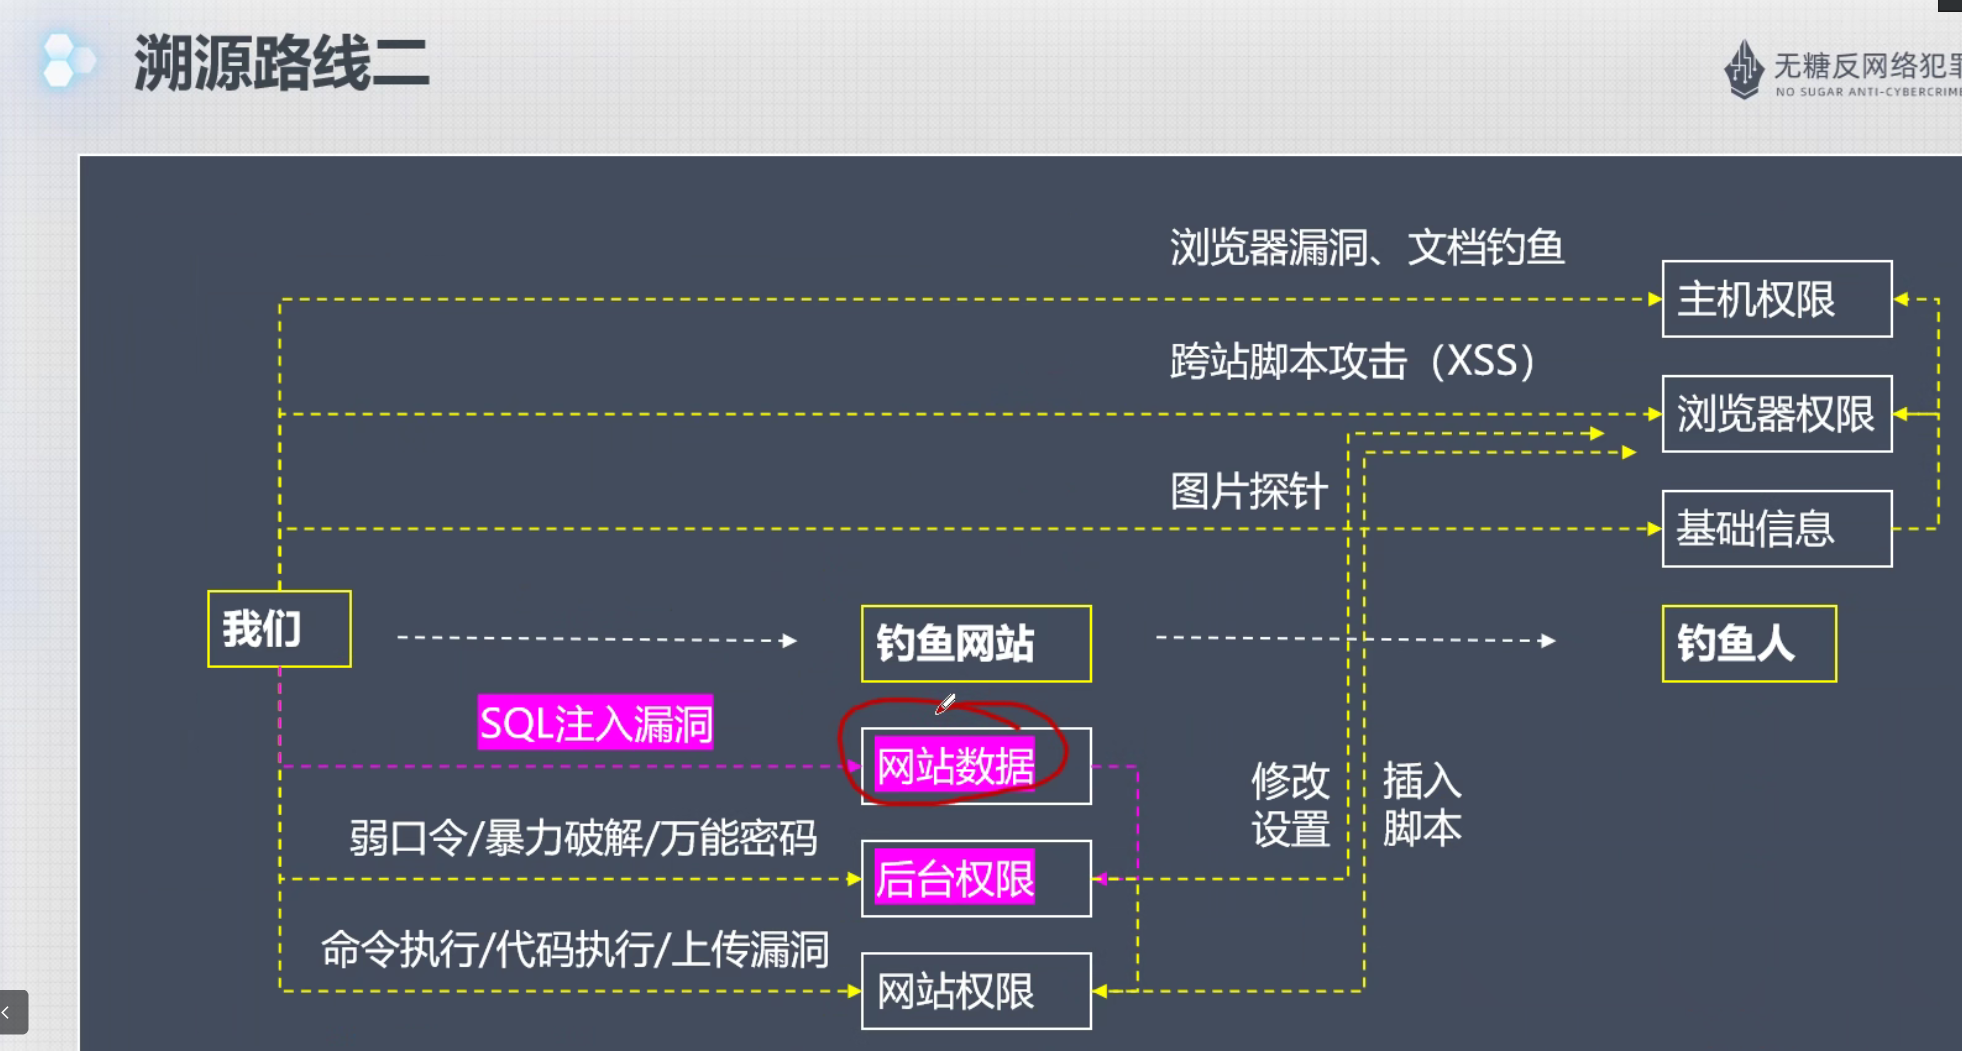 溯源路线二
无糖反网络犯罪
NO SUGAR ANTI-CYBERCRIME
浏览器漏洞、文档钓鱼
主机权限
跨站脚本攻击（XSS）
浏览器权限
图片探针
基础信息
我们
钓鱼网站
钓鱼人
SQL注入漏洞
网站数据
修改
设置
插入
脚本
弱口令/暴力破解/万能密码
后台权限
命令执行/代码执行/上传漏洞
网站权限